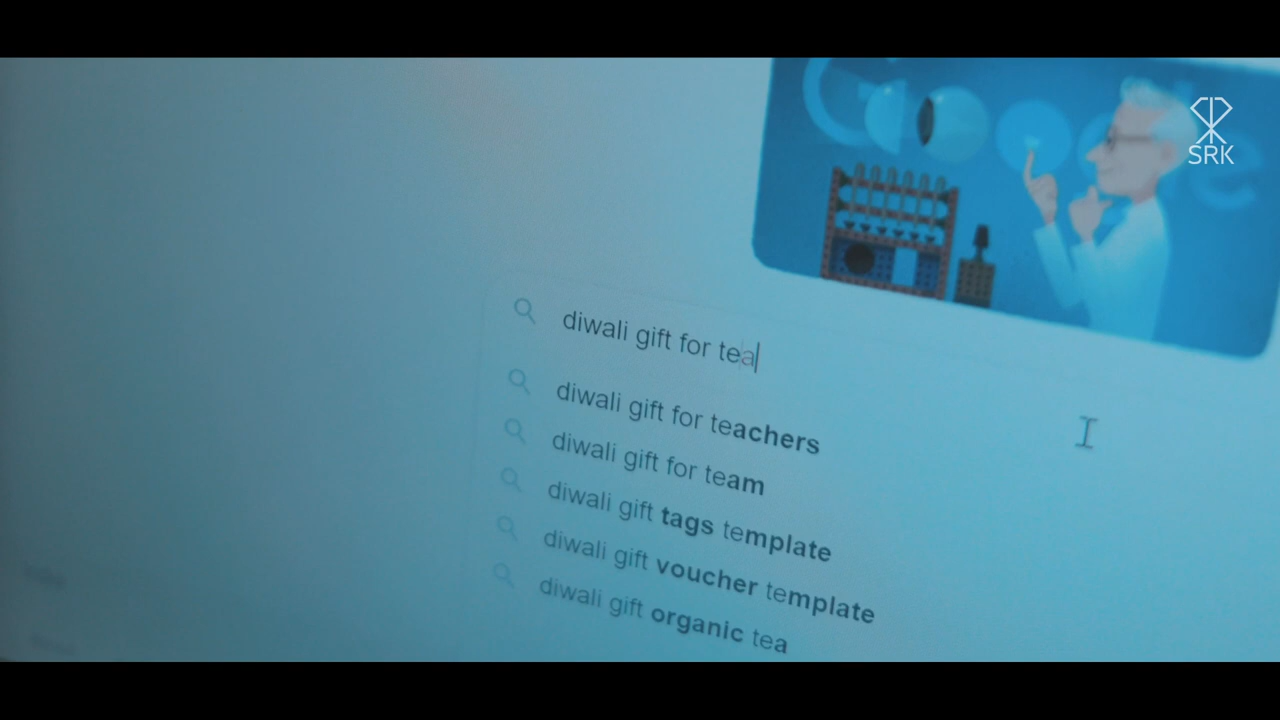 Google
SRK
diwali gift for tea
diwali gift for teachers
diwali gift for team
diwali gift tags template
diwali gift voucher template
diwali gift organic tea